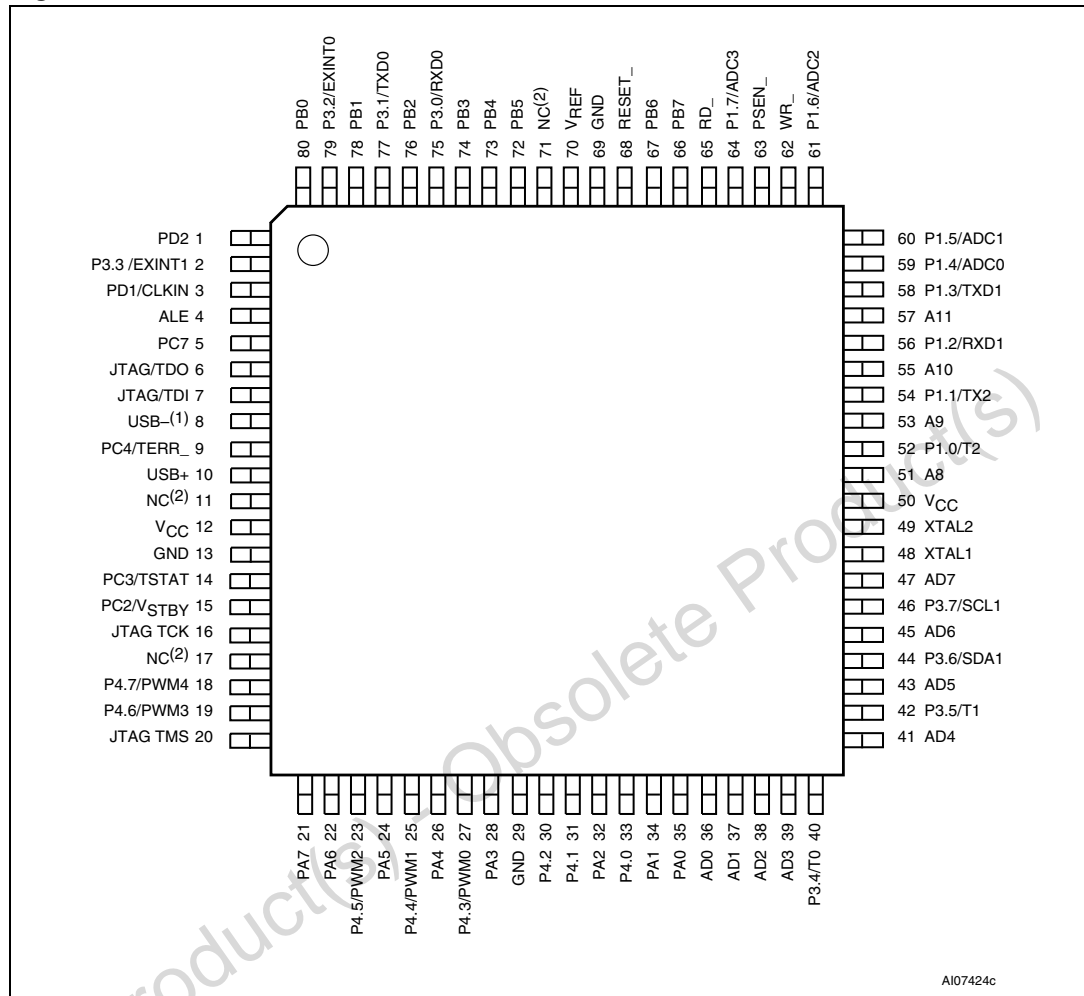 80 PB0
79 P3.2/EXINT0
78 PB1
77 P3.1/TXD0
76 PB2
75 P3.0/RXD0
74 PB3
73 PB4
72 PB5
71 NC(2)
70 VREF
69 GND
68 RESET_
67 PB6
66 PB7
65 RD_
64 P1.7/ADC3
63 PSEN_
62 WR_
61 P1.6/ADC2
PD2 1
P3.3 /EXINT1 2
PD1/CLKIN 3
ALE 4
PC7 5
JTAG/TDO 6
JTAG/TDI 7
USB–(1) 8
PC4/TERR_ 9
USB+ 10
NC(2) 11
VCC 12
GND 13
PC3/TSTAT 14
PC2/VSTBY 15
JTAG TCK 16
NC(2) 17
P4.7/PWM4 18
P4.6/PWM3 19
JTAG TMS 20
60 P1.5/ADC1
59 P1.4/ADC0
58 P1.3/TXD1
57 A11
56 P1.2/RXD1
55 A10
54 P1.1/TX2
53 A9
52 P1.0/T2
51 A8
50 VCC
49 XTAL2
48 XTAL1
47 AD7
46 P3.7/SCL1
45 AD6
44 P3.6/SDA1
43 AD5
42 P3.5/T1
41 AD4
PA7 21
PA6 22
P4.5/PWM2 23
PA5 24
P4.4/PWM1 25
PA4 26
P4.3/PWM0 27
PA3 28
GND 29
P4.2 30
P4.1 31
PA2 32
P4.0 33
PA1 34
PA0 35
AD0 36
AD1 37
AD2 38
AD3 39
P3.4/T0 40
roduct(s) - Obsolete Product(s)
AI07424c